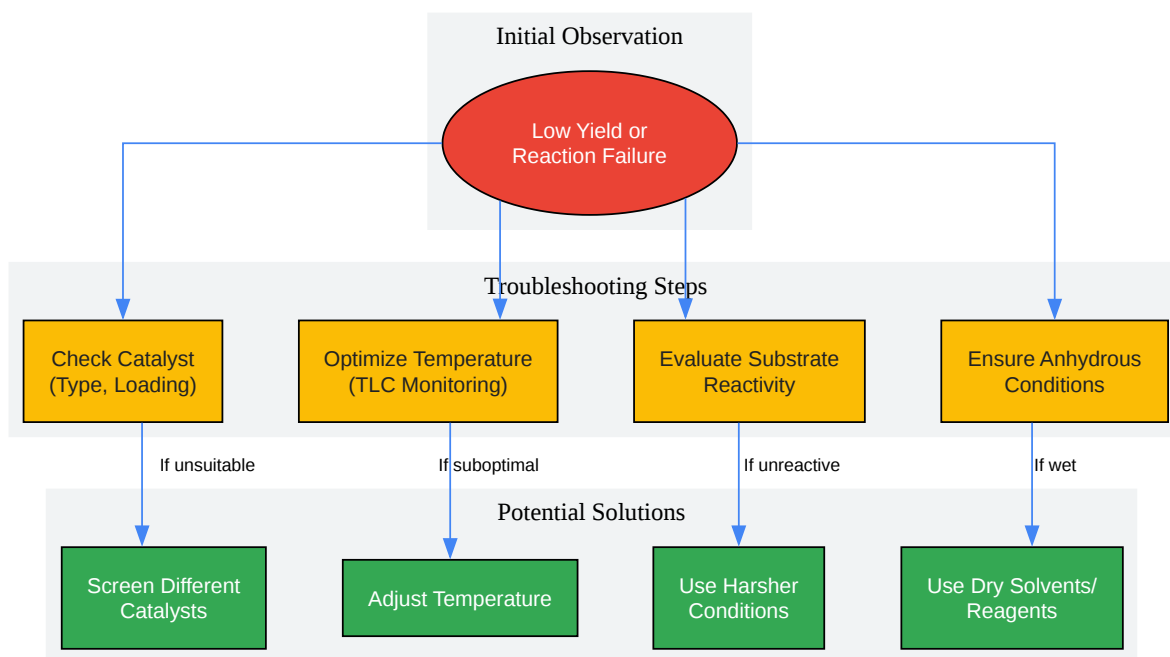 Initial Observation
Low Yield or
Reaction Failure
Troubleshooting Steps
Check Catalyst
(Type, Loading)
Optimize Temperature
(TLC Monitoring)
Evaluate Substrate
Reactivity
Ensure Anhydrous
Conditions
If unsuitable
If suboptimal
If unreactive
If wet
Potential Solutions
Screen Different
Catalysts
Adjust Temperature
Use Harsher
Conditions
Use Dry Solvents/
Reagents